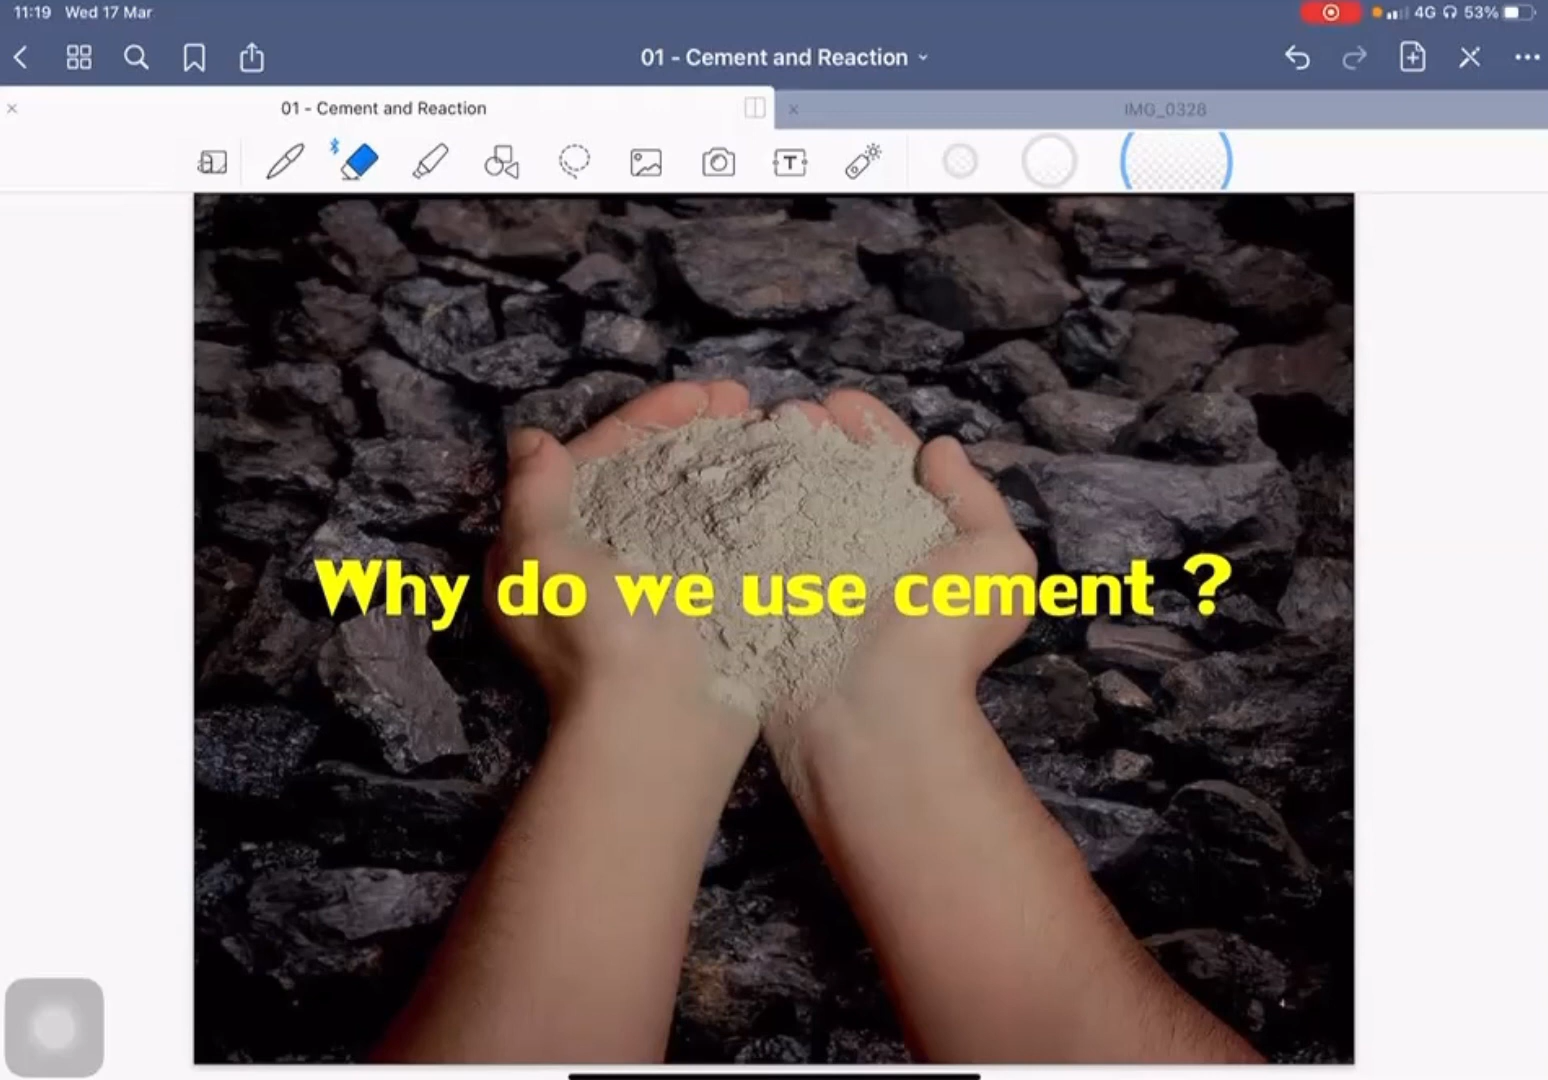 11:19 Wed 17 Mar
4G 53%
01 - Cement and Reaction
01 - Cement and Reaction
IMG_0328
T
Why do we use cement ?